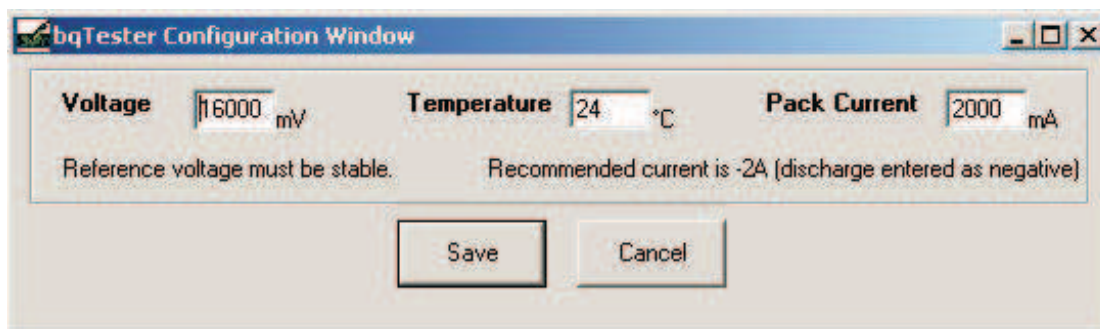 bqTester Configuration Window
Voltage 16000 mV Temperature 24 °C Pack Current 2000 mA
Reference voltage must be stable. Recommended current is -2A (discharge entered as negative)
Save Cancel